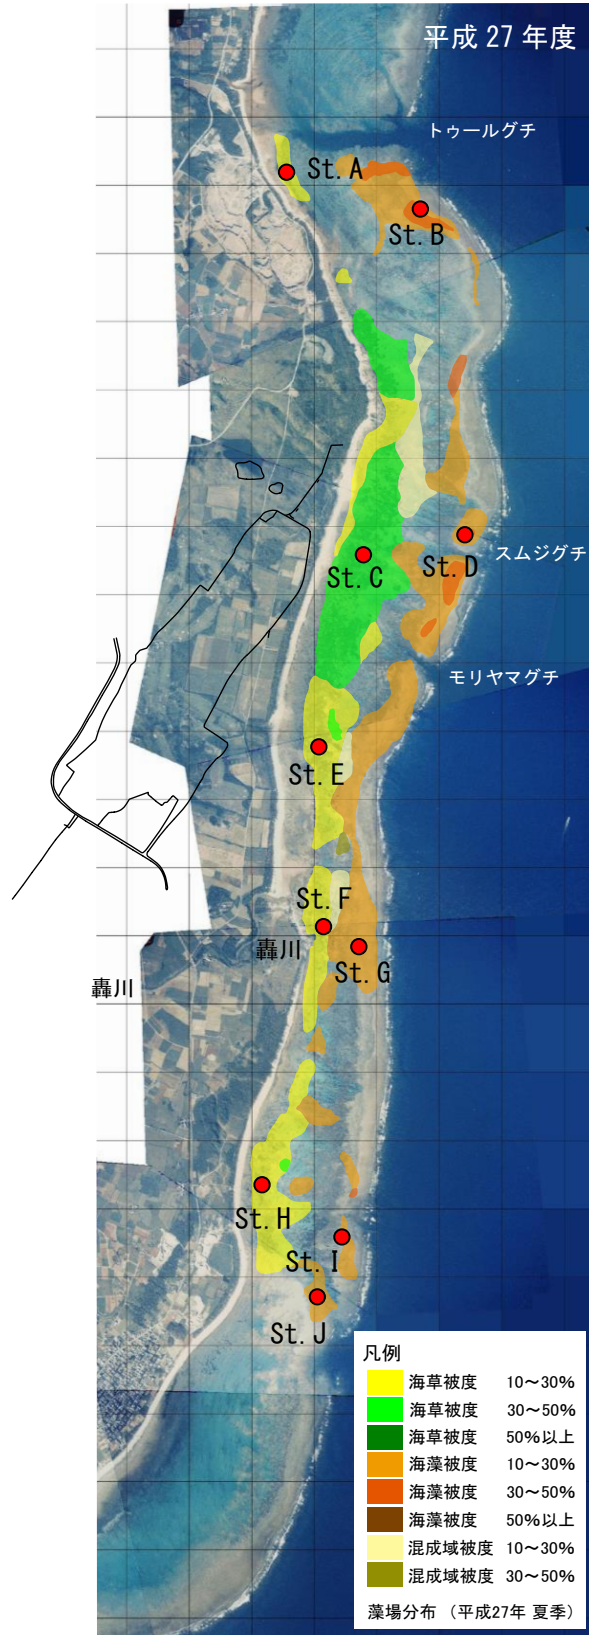 平成 27 年度
トゥールグチ
St. A
St. B
St. C
St. D
スムジグチ
モリヤマグチ
St. E
St. F
轟川
St. G
轟川
St. H
St. I
St. J
凡例
海草被度 10～30%
海草被度 30～50%
海草被度 50%以上
海藻被度 10～30%
海藻被度 30～50%
海藻被度 50%以上
混成域被度 10～30%
混成域被度 30～50%
藻場分布 （平成27年 夏季）